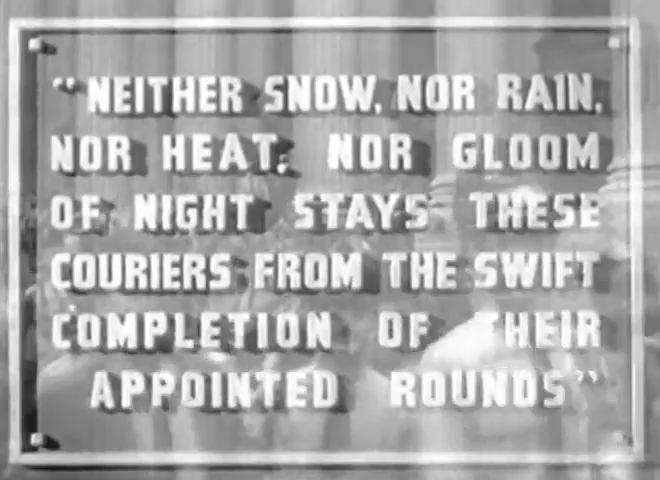 "NEITHER SNOW, NOR RAIN,
NOR HEAT, NOR GLOOM
OF NIGHT STAYS THESE
COURIERS FROM THE SWIFT
COMPLETION OF THEIR
APPOINTED ROUNDS"